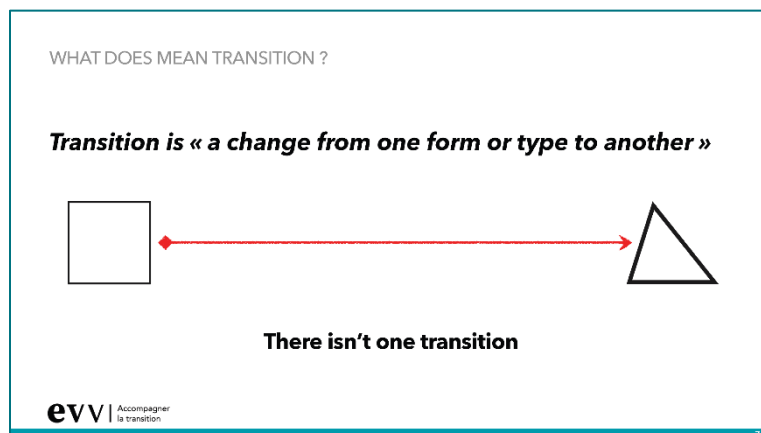 WHAT DOES MEAN TRANSITION ?
Transition is « a change from one form or type to another »
There isn't one transition
evv | Accompagner
la transition